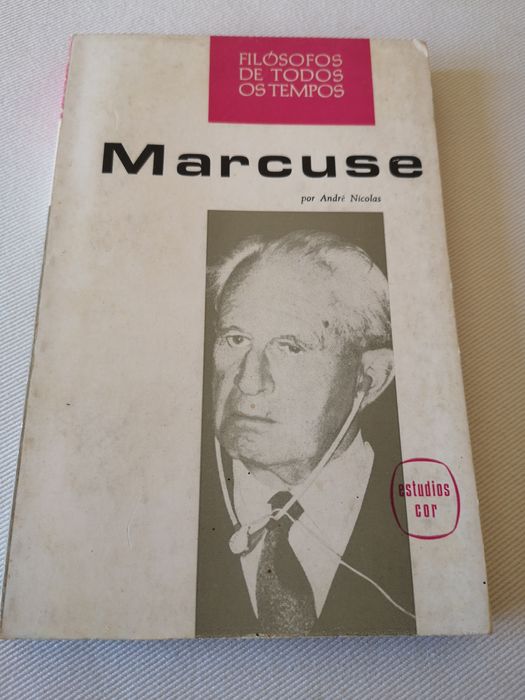 FILÓSOFOS
DE TODOS
OS TEMPOS
Marcuse
por André Nicolas
estudios
cor